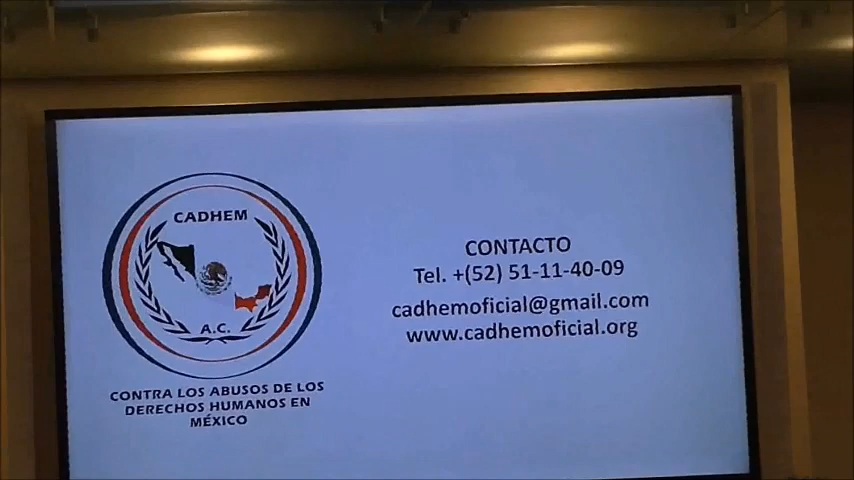 CADHEM
A.C.
CONTRA LOS ABUSOS DE LOS
DERECHOS HUMANOS EN
MÉXICO
CONTACTO
Tel. +(52) 51-11-40-09
cadhemoficial@gmail.com
www.cadhemoficial.org